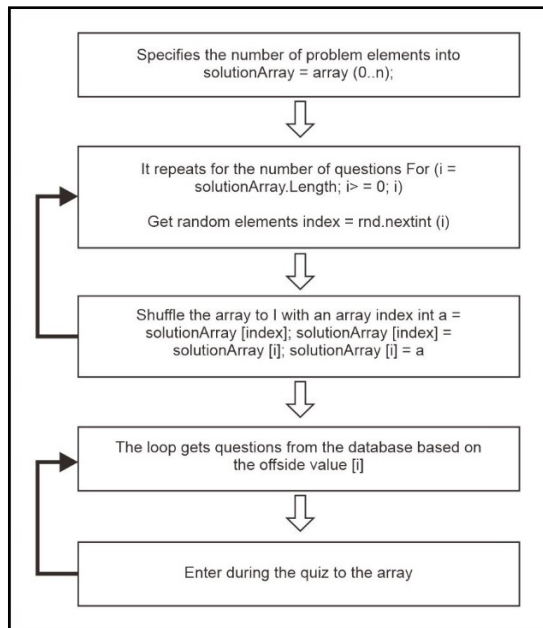 Specifies the number of problem elements into
solutionArray = array (0..n);
It repeats for the number of questions For (i =
solutionArray.Length; i> = 0; i)
Get random elements index = rnd.nextint (i)
Shuffle the array to I with an array index int a =
solutionArray [index]; solutionArray [index] =
solutionArray [i]; solutionArray [i] = a
The loop gets questions from the database based on
the offside value [i]
Enter during the quiz to the array